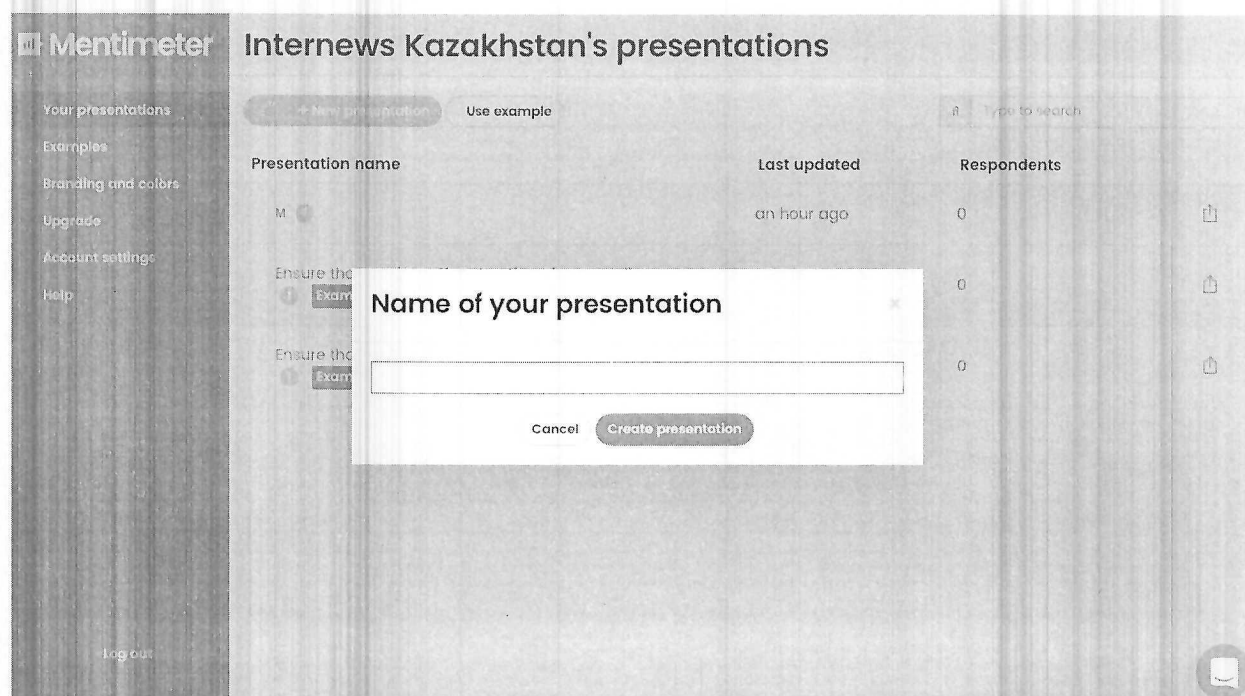 Mentimeter
Internews Kazakhstan's presentations
Your presentations
+ New presentation
Use example
Type to search
Examples
Presentation name
Last updated
Respondents
Branding and colors
M
an hour ago
0
Upgrade
Account settings
Ensure
0
Help
Exam
Name of your presentation
×
Ensure
0
Exam
Cancel
Create presentation
Log out